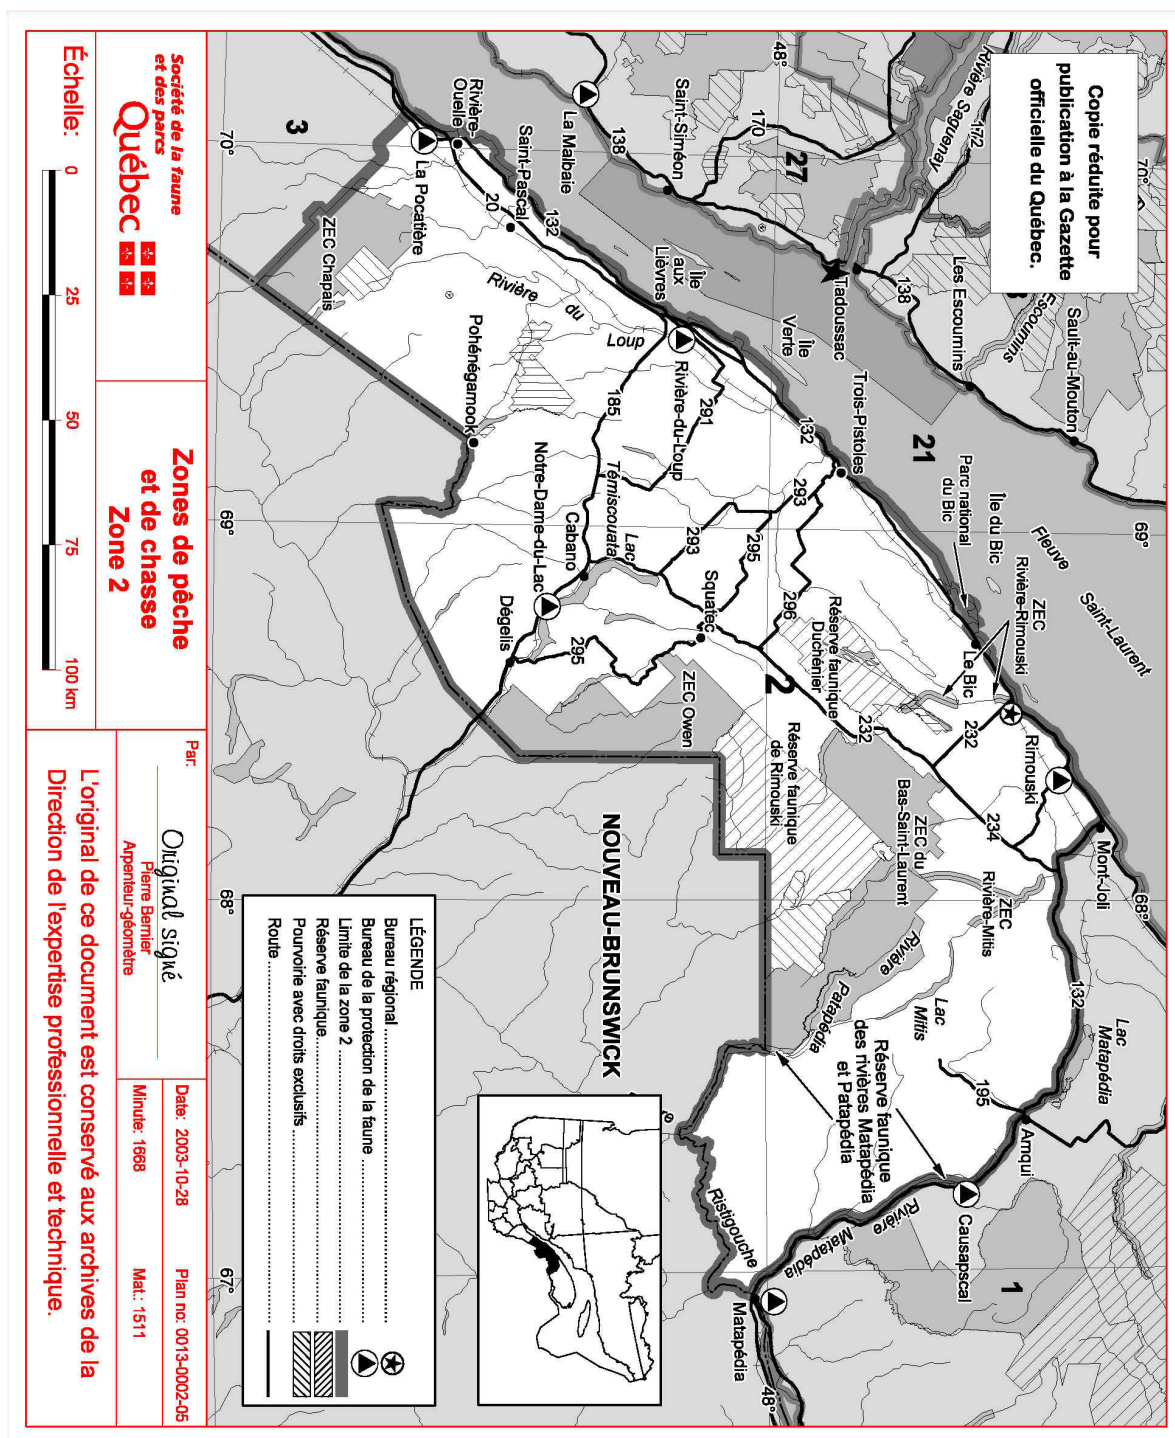 Copie réduite pour
publication à la Gazette
officielle du Québec.
70°
69°
68°
48°
Rivière Saguenay
172
170
27
138
Saint-Siméon
La Malbaie
138
Tadoussac
Les Escoumins
Escoumins
Sault-au-Mouton
21
Fleuve
Saint-Laurent
Île
aux
Lièvres
Île
Verte
Île du Bic
Parc national
du Bic
ZEC
Rivière-Rimouski
Le Bic
Rimouski
Mont-Joli
Trois-Pistoles
132
132
Rivière-
Ouelle
Saint-Pascal
La Pocatière
20
3
ZEC Chapais
Rivière
du
Loup
Rivière-du-Loup
Pohénégamook
185
291
293
293
295
296
295
Lac
Témiscouata
Cabano
Notre-Dame-du-Lac
Dégelis
Squatec
Réserve faunique
Duchénier
2
ZEC Owen
Réserve faunique
de Rimouski
232
232
234
ZEC du
Bas-Saint-Laurent
ZEC
Rivière-Mitis
Lac
Mitis
Rivière
Patapédia
132
Lac
Matapédia
195
Amqui
Causapscal
Réserve faunique
des rivières Matapédia
et Patapédia
Rivière
Matapédia
Ristigouche
Matapédia
1
48°
NOUVEAU-BRUNSWICK
70°
69°
68°
67°
LÉGENDE
Bureau régional
Bureau de la protection de la faune
Limite de la zone 2
Réserve faunique
Pourvoirie avec droits exclusifs
Route
Société de la faune
et des parcs
Québec
Zones de pêche
et de chasse
Zone 2
Échelle:
0
25
50
75
100 km
Par:
Original signé
Pierre Bernier
Arpenteur-géomètre
Date: 2003-10-28
Plan no: 0013-0002-05
Minute: 1668
Mat.: 1511
L'original de ce document est conservé aux archives de la
Direction de l'expertise professionnelle et technique.